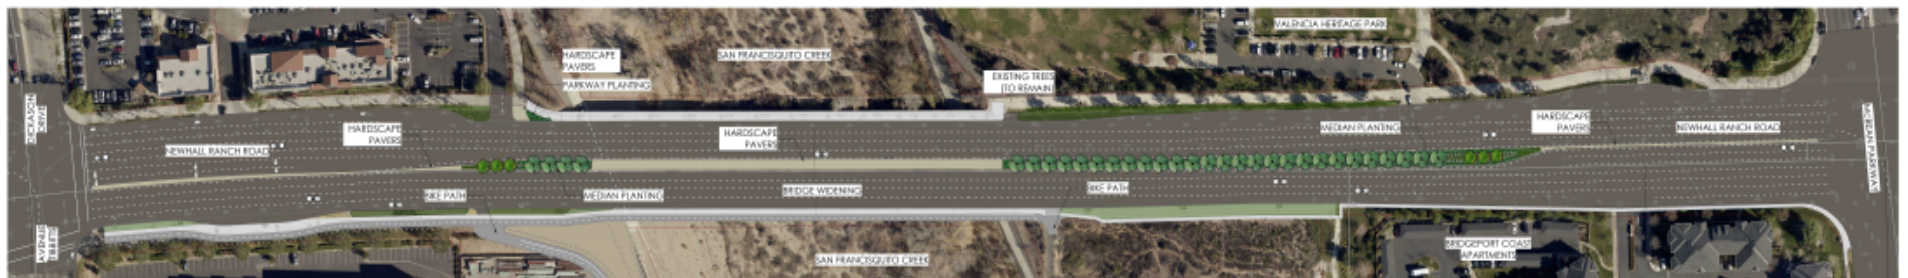 VALENCIA HERITAGE PARK
HARDSCAPE
PAVERS
SAN FRANCISQUITO CREEK
PARKWAY PLANTING
EXISTING TREES
(TO REMAIN)
DICKASON
DRIVE
NEWHALL RANCH ROAD
HARDSCAPE
PAVERS
HARDSCAPE
PAVERS
MEDIAN PLANTING
HARDSCAPE
PAVERS
NEWHALL RANCH ROAD
MCBEAN PARKWAY
BIKE PATH
MEDIAN PLANTING
BRIDGE WIDENING
BIKE PATH
AVENUE
TIBBITTS
SAN FRANCISQUITO CREEK
BRIDGEPORT COAST
APARTMENTS